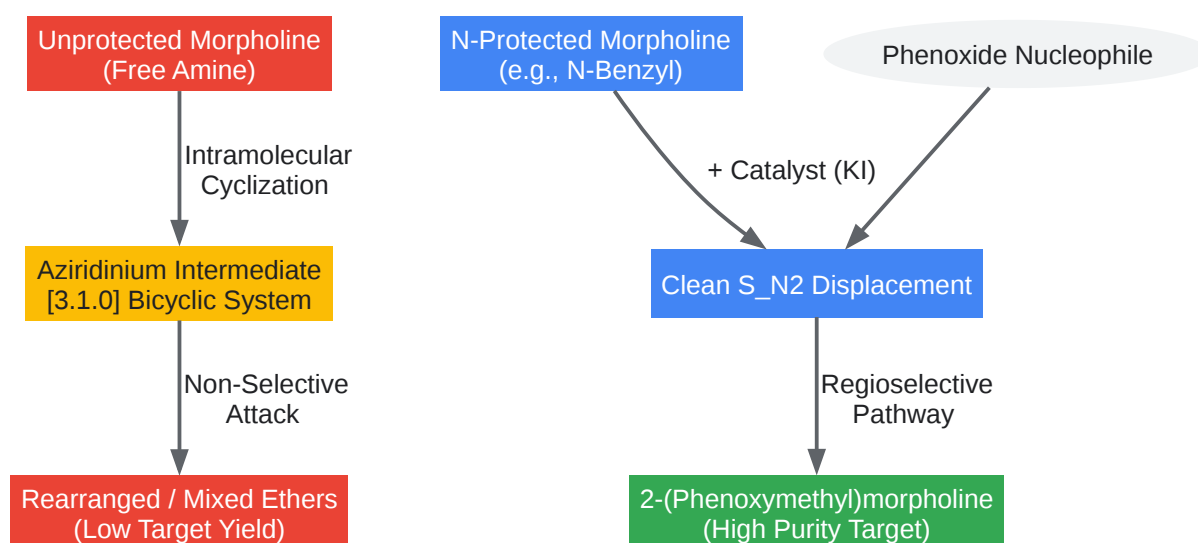 Unprotected Morpholine
(Free Amine)
Intramolecular
Cyclization
Aziridinium Intermediate
[3.1.0] Bicyclic System
Non-Selective
Attack
Rearranged / Mixed Ethers
(Low Target Yield)
N-Protected Morpholine
(e.g., N-Benzyl)
Phenoxide Nucleophile
+ Catalyst (KI)
Clean S_N2 Displacement
Regioselective
Pathway
2-(Phenoxymethyl)morpholine
(High Purity Target)